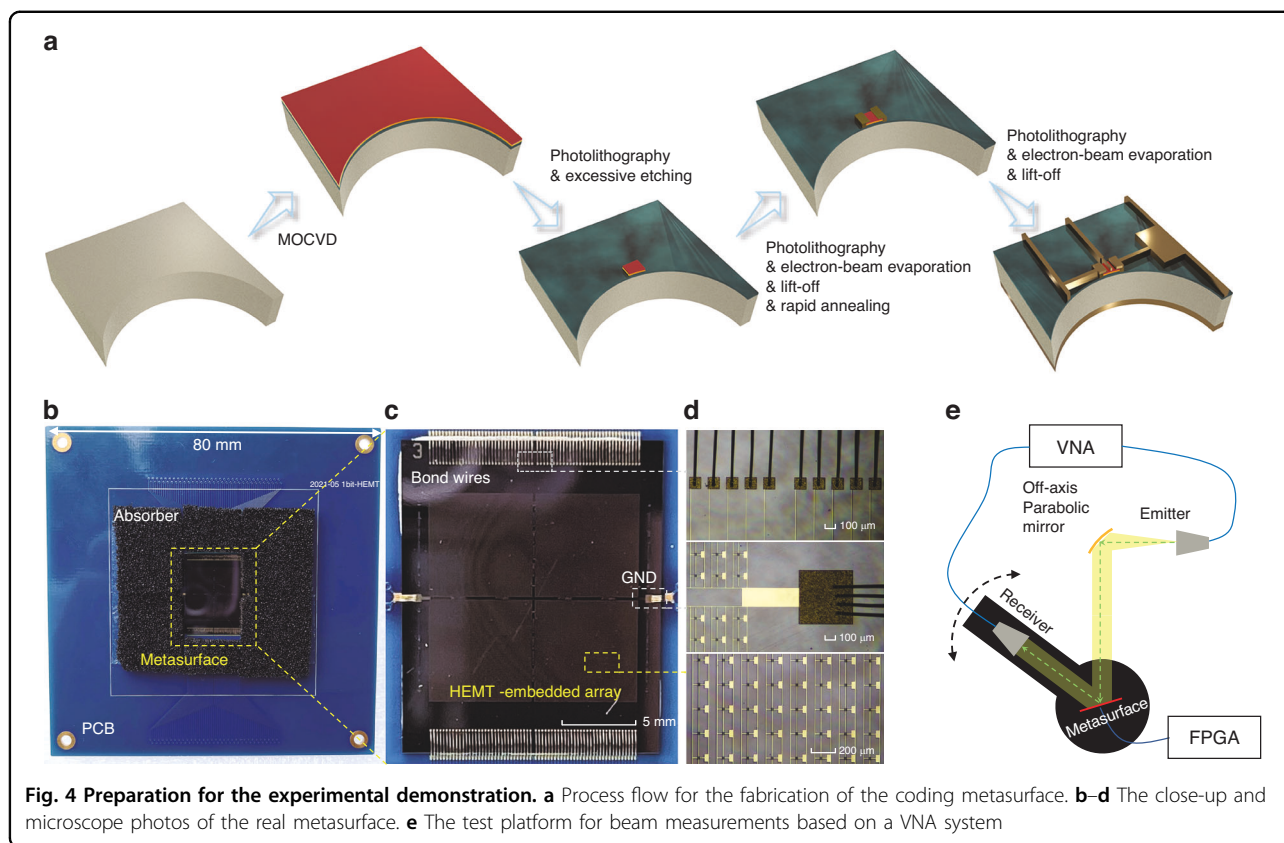 a
MOCVD
Photolithography
& excessive etching
Photolithography
& electron-beam evaporation
& lift-off
& rapid annealing
Photolithography
& electron-beam evaporation
& lift-off
b
80 mm
2021-05 1bit-HEMT
Absorber
Metasurface
PCB
c
3
Bond wires
GND
HEMT -embedded array
5 mm
d
100 μm
100 μm
200 μm
e
VNA
Off-axis
Parabolic
mirror
Emitter
Receiver
Metasurface
FPGA
Fig. 4 Preparation for the experimental demonstration. a Process flow for the fabrication of the coding metasurface. b–d The close-up and
microscope photos of the real metasurface. e The test platform for beam measurements based on a VNA system